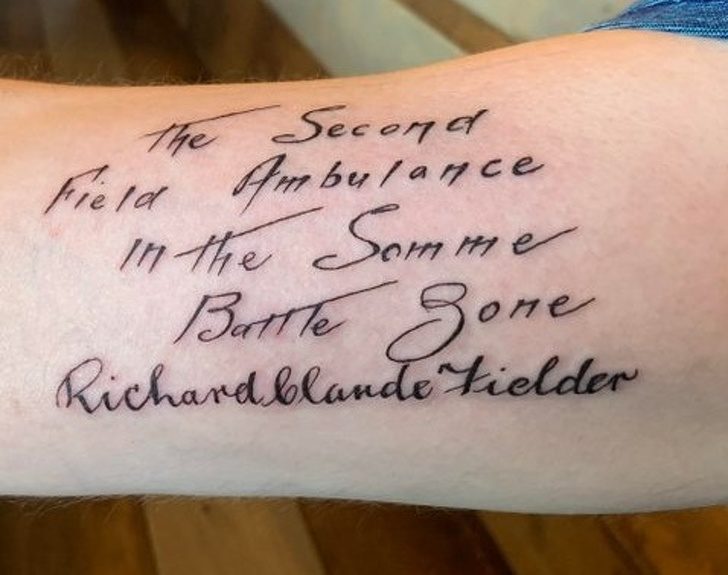 The Second
Field Ambulance
In the Somme
Battle Zone
Richard Claude Fielder